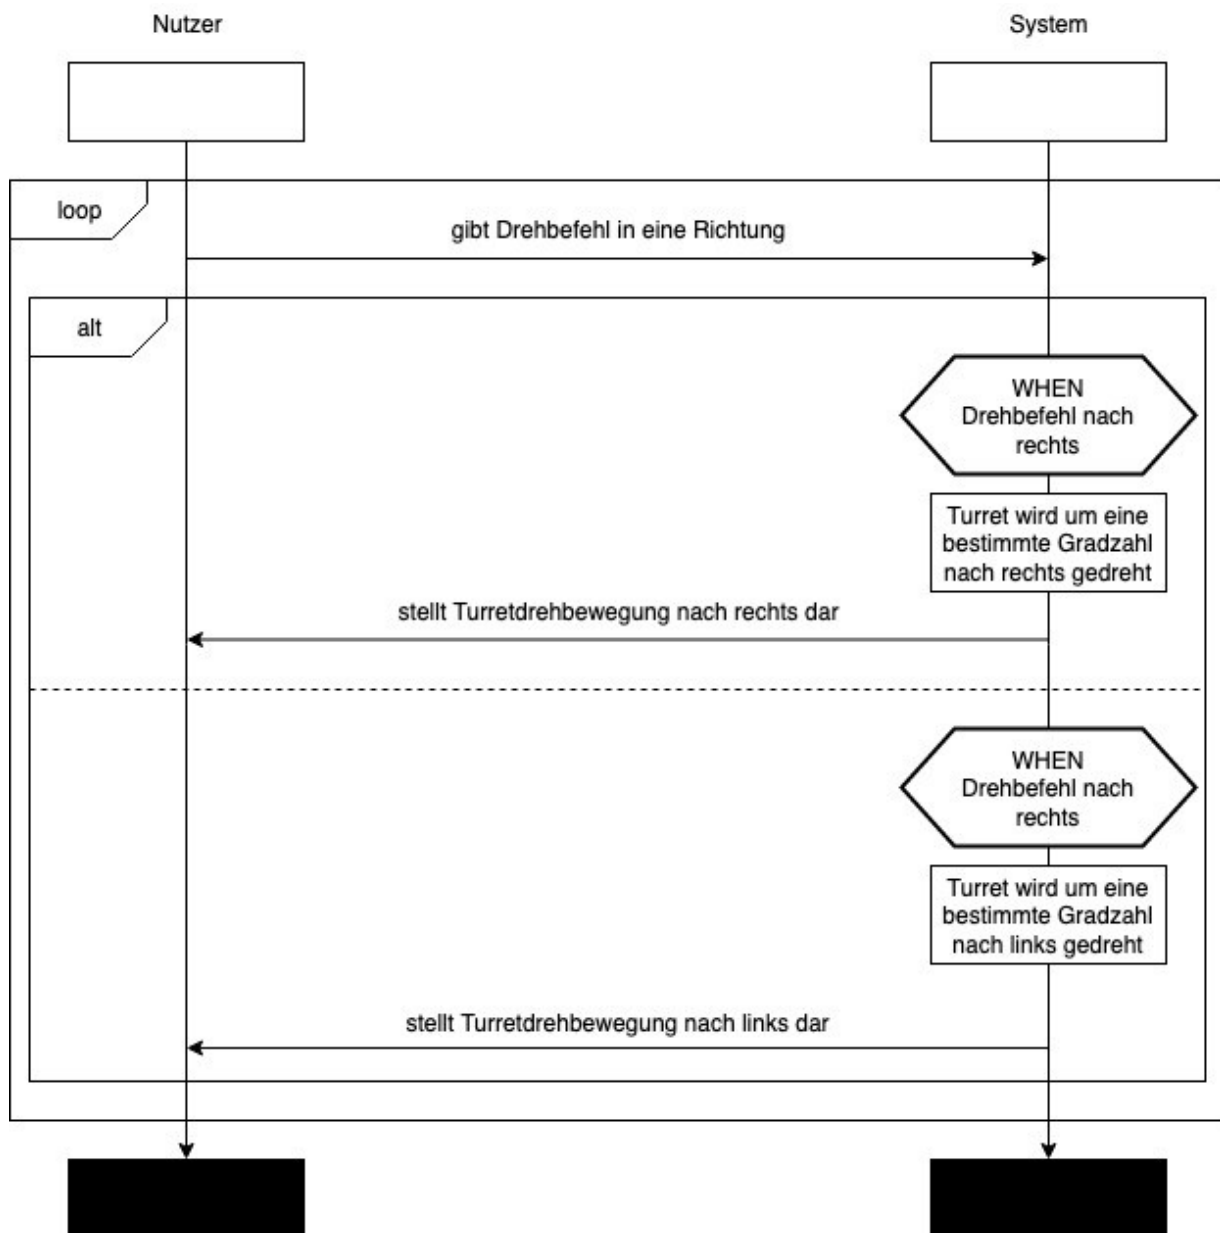 Nutzer
System
loop
gibt Drehbefehl in eine Richtung
alt
WHEN
Drehbefehl nach
rechts
Turret wird um eine
bestimmte Gradzahl
nach rechts gedreht
stellt Turretdrehbewegung nach rechts dar
WHEN
Drehbefehl nach
rechts
Turret wird um eine
bestimmte Gradzahl
nach links gedreht
stellt Turretdrehbewegung nach links dar